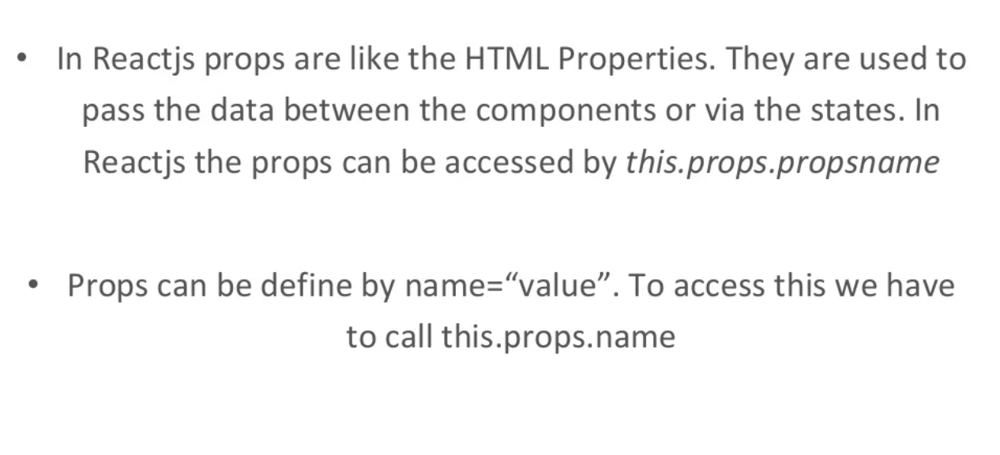 • In Reactjs props are like the HTML Properties. They are used to
pass the data between the components or via the states. In
Reactjs the props can be accessed by this.props.propsname
• Props can be define by name=“value”. To access this we have
to call this.props.name